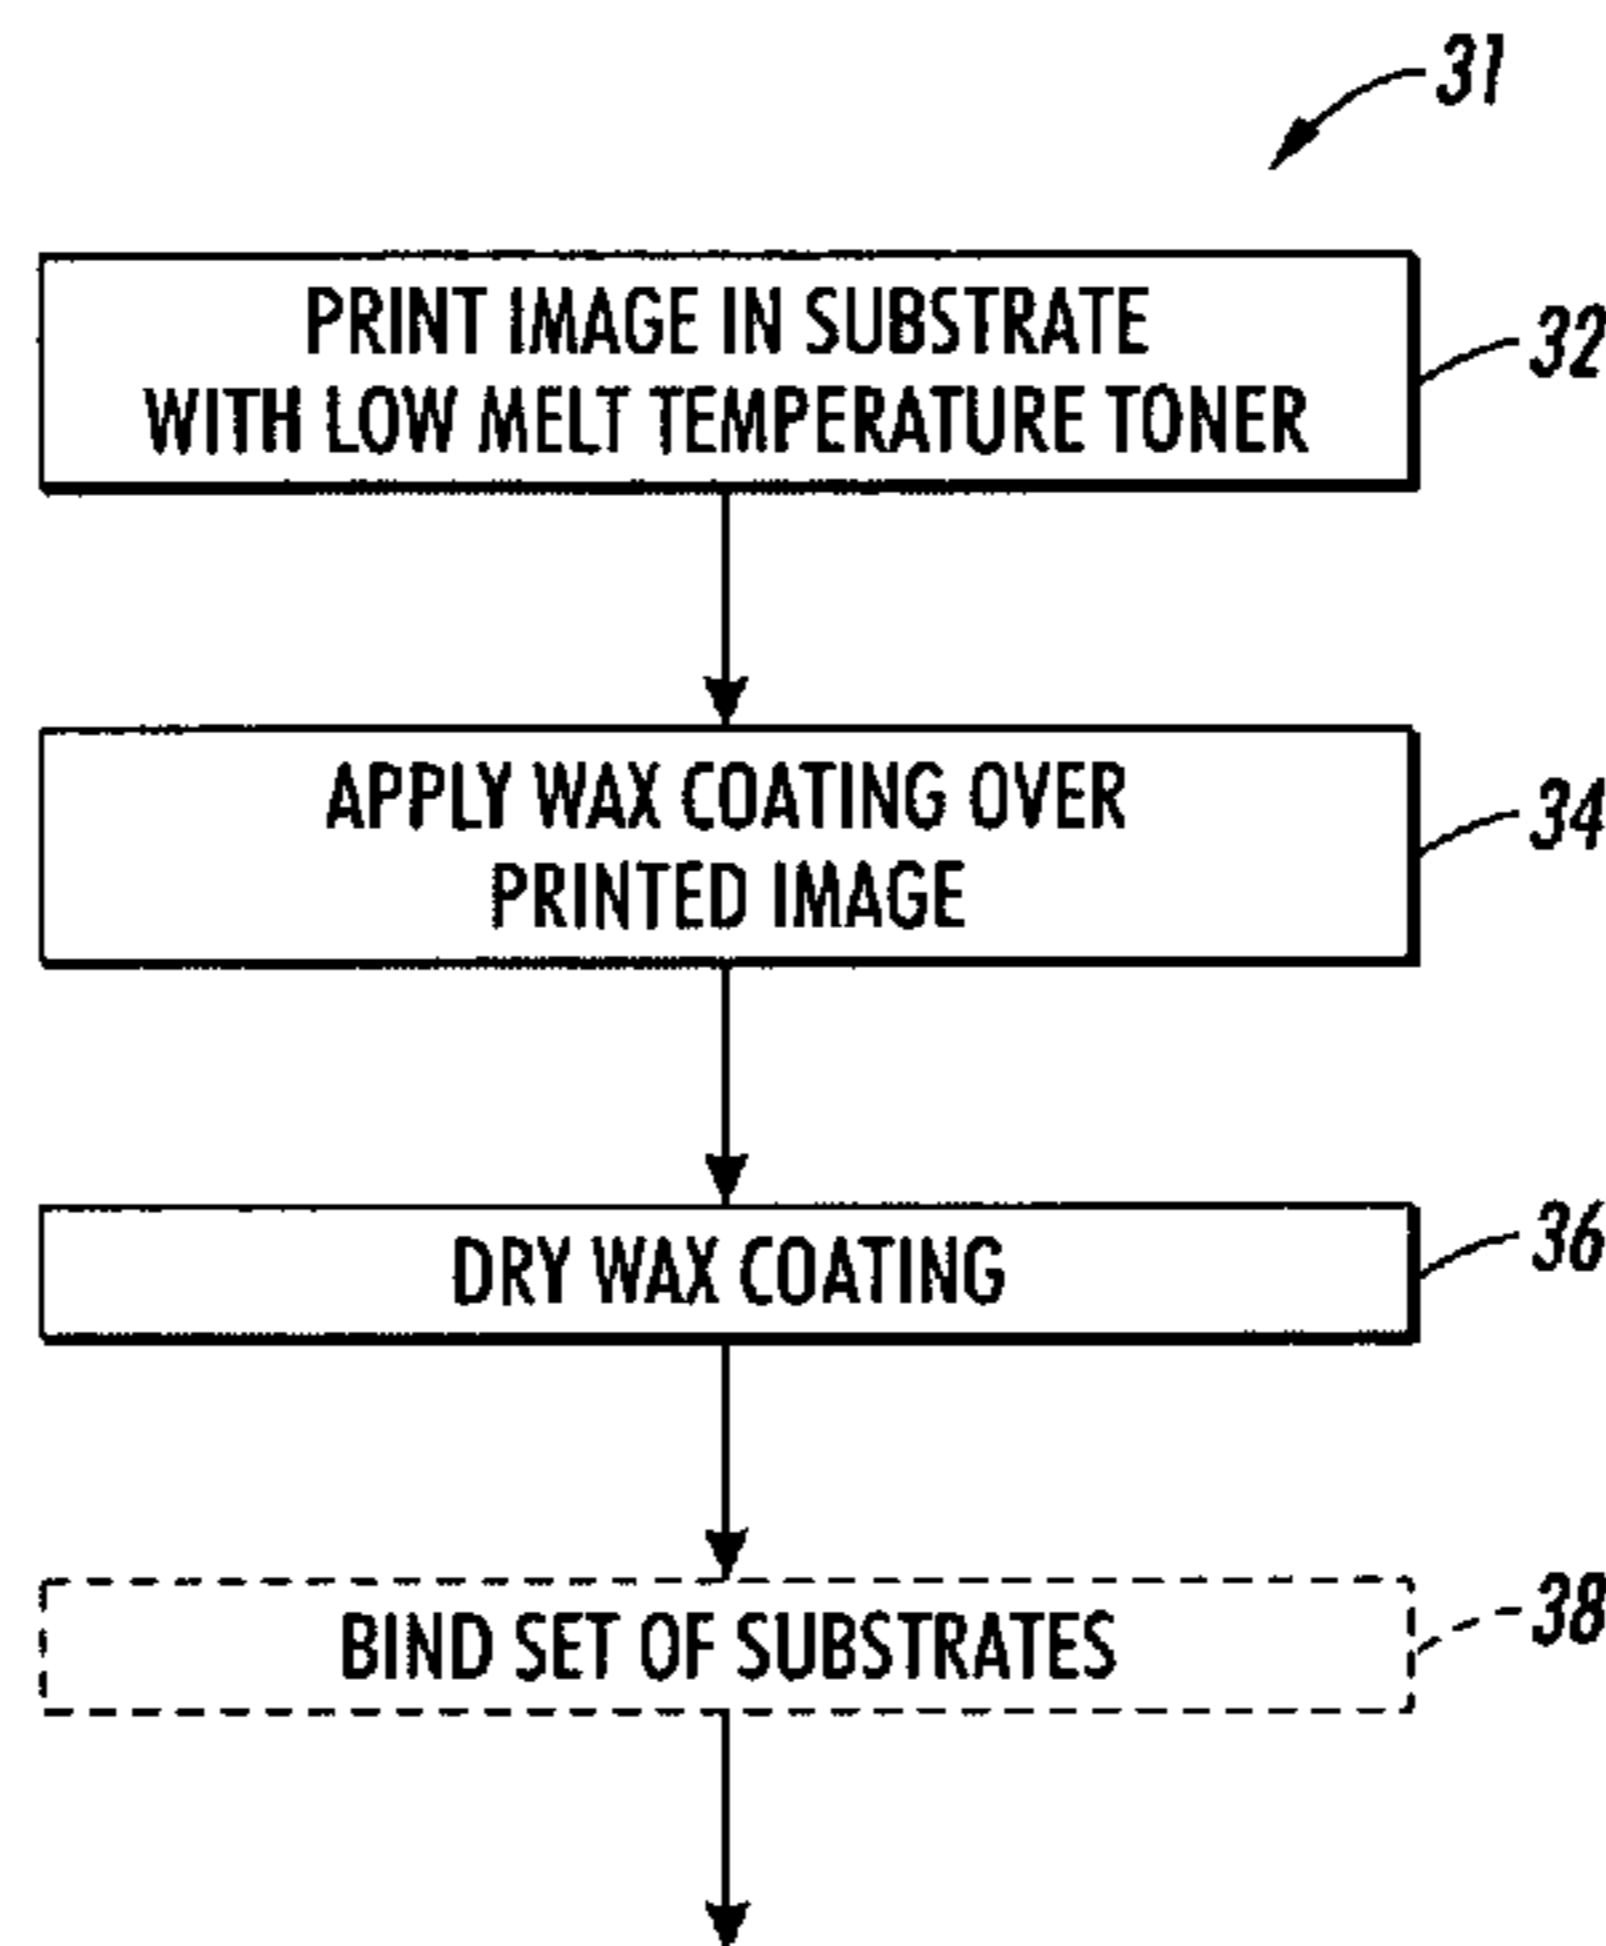 31
PRINT IMAGE IN SUBSTRATE
WITH LOW MELT TEMPERATURE TONER
32
APPLY WAX COATING OVER
PRINTED IMAGE
34
DRY WAX COATING
36
BIND SET OF SUBSTRATES
38